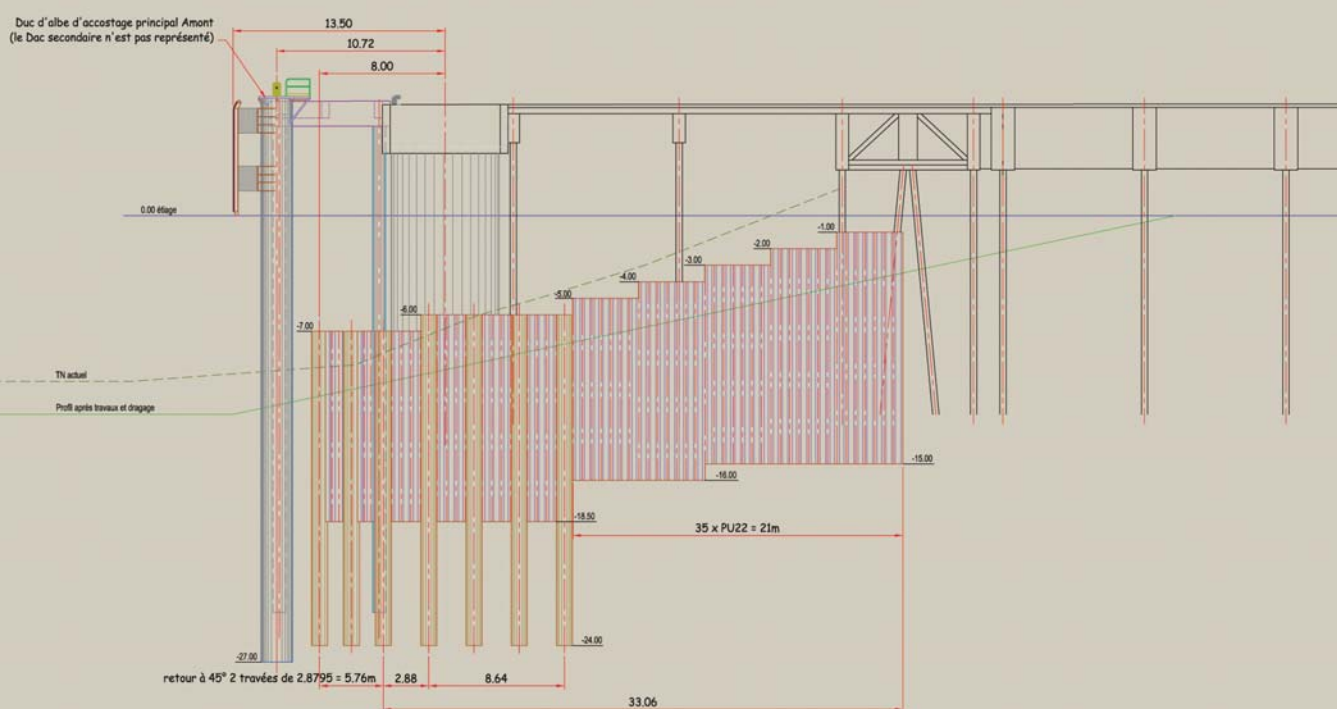 Duc d'albe d'accostage principal Amont
(le Dac secondaire n'est pas représenté)
13.50
10.72
8.00
0.00 étiage
-1.00
-2.00
-3.00
-4.00
-5.00
-6.00
-7.00
TN actuel
Profil après travaux et dragage
-15.00
-16.00
-18.50
35 x PU22 = 21m
-24.00
-27.00
retour à 45° 2 travées de 2.8795 = 5.76m
2.88
8.64
33.06